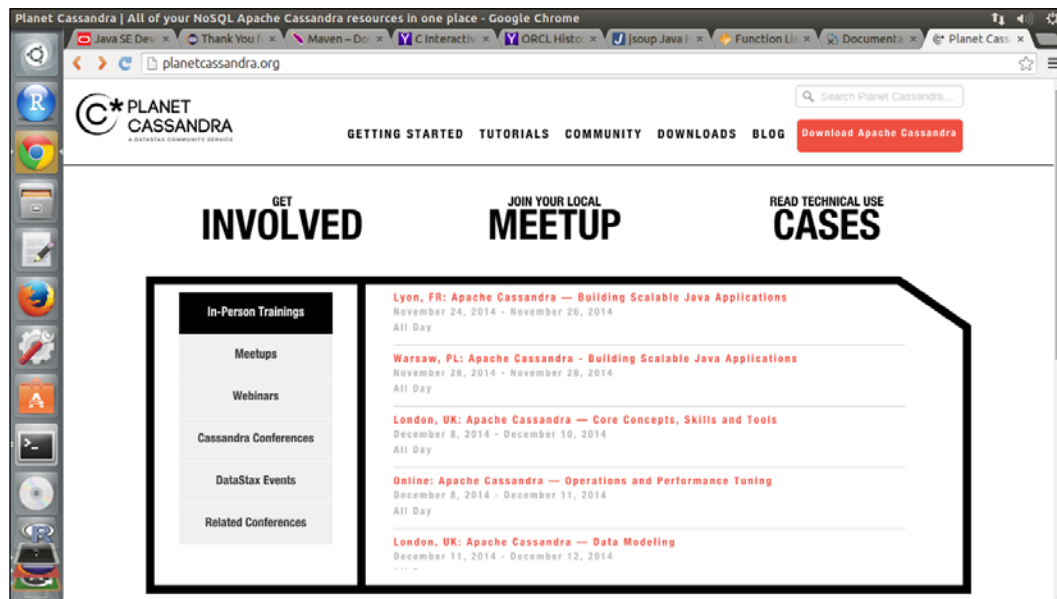 Planet Cassandra | All of your NoSQL Apache Cassandra resources in one place - Google Chrome
Java SE Dev Thank You f Maven – Do C Interactiv ORCL Histo jsoup Java Function Li Documenta Planet Cass
planetcassandra.org
Search Planet Cassandra...
PLANET
CASSANDRA
A DATASTAX COMMUNITY SERVICE
GETTING STARTED TUTORIALS COMMUNITY DOWNLOADS BLOG Download Apache Cassandra
GET
INVOLVED
JOIN YOUR LOCAL
MEETUP
READ TECHNICAL USE
CASES
In-Person Trainings
Meetups
Webinars
Cassandra Conferences
DataStax Events
Related Conferences
Lyon, FR: Apache Cassandra — Building Scalable Java Applications
November 24, 2014 - November 26, 2014
All Day
Warsaw, PL: Apache Cassandra - Building Scalable Java Applications
November 26, 2014 - November 28, 2014
All Day
London, UK: Apache Cassandra — Core Concepts, Skills and Tools
December 8, 2014 - December 10, 2014
All Day
Online: Apache Cassandra — Operations and Performance Tuning
December 8, 2014 - December 11, 2014
All Day
London, UK: Apache Cassandra — Data Modeling
December 11, 2014 - December 12, 2014